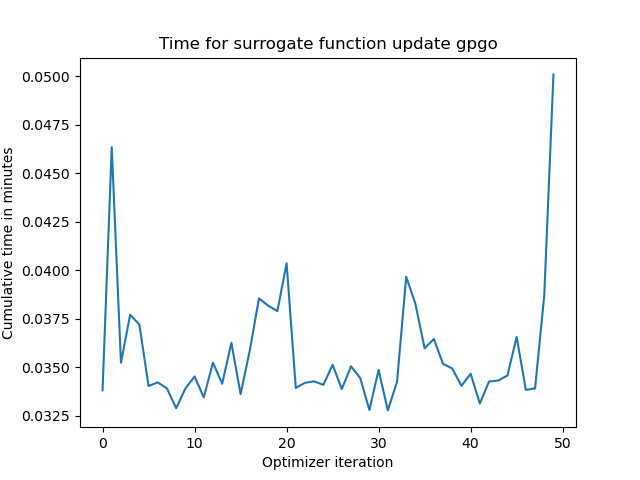 Time for surrogate function update gpgo
Cumulative time in minutes
0.0500
0.0475
0.0450
0.0425
0.0400
0.0375
0.0350
0.0325
0 10 20 30 40 50
Optimizer iteration